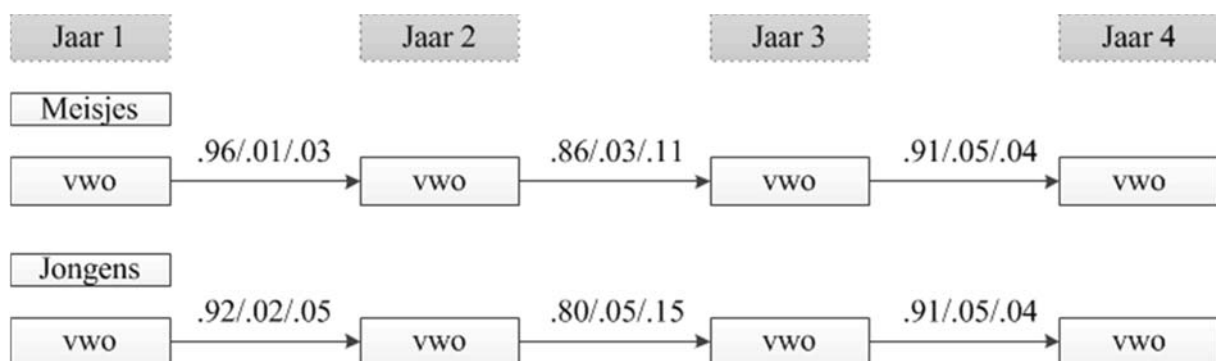 Jaar 1 Jaar 2 Jaar 3 Jaar 4
Meisjes
.96/.01/.03 .86/.03/.11 .91/.05/.04
vwo vwo vwo vwo
Jongens
.92/.02/.05 .80/.05/.15 .91/.05/.04
vwo vwo vwo vwo